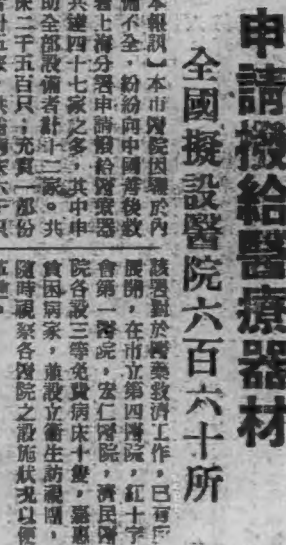 申請撥給醫療器材
全國擬設醫院六百六十所
本報訊】本市醫院因鑒於內
備不全,紛紛向中國善後救
署上海分署申請撥給醫療器
共達四十七家之多,其中申
助全部設備者計十二家。共
床二千五百只;充實一部份
者計五家
該署對於醫藥救濟工作,已有
展開,在市立第四醫院,紅十字
會第一醫院,宏仁醫院,濟民醫
院各設三等免費病床十隻,嘉惠
貧困病家,並設立衛生訪視團,
隨時視察各醫院之設施狀况以便